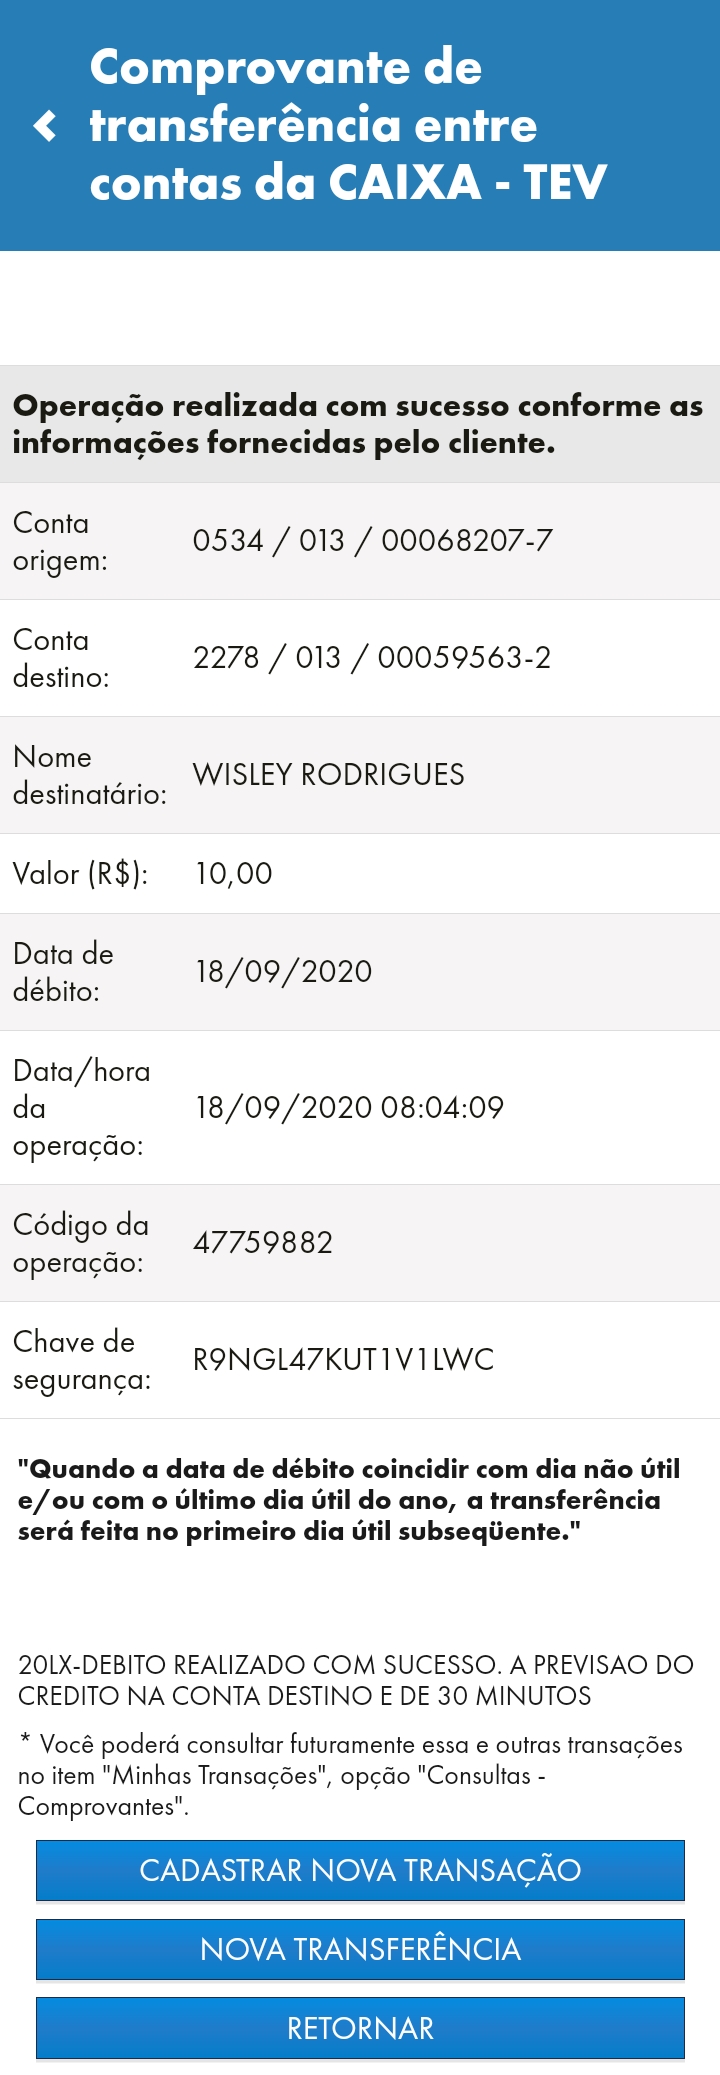 Comprovante de
transferência entre
contas da CAIXA - TEV
Operação realizada com sucesso conforme as
informações fornecidas pelo cliente.
Conta
origem:
0534 / 013 / 00068207-7
Conta
destino:
2278 / 013 / 00059563-2
Nome
destinatário:
WISLEY RODRIGUES
Valor (R$):
10,00
Data de
débito:
18/09/2020
Data/hora
da
operação:
18/09/2020 08:04:09
Código da
operação:
47759882
Chave de
segurança:
R9NGL47KUT1V1LWC
"Quando a data de débito coincidir com dia não útil
e/ou com o último dia útil do ano, a transferência
será feita no primeiro dia útil subseqüente."
20LX-DEBITO REALIZADO COM SUCESSO. A PREVISAO DO
CREDITO NA CONTA DESTINO E DE 30 MINUTOS
* Você poderá consultar futuramente essa e outras transações
no item "Minhas Transações", opção "Consultas -
Comprovantes".
CADASTRAR NOVA TRANSAÇÃO
NOVA TRANSFERÊNCIA
RETORNAR